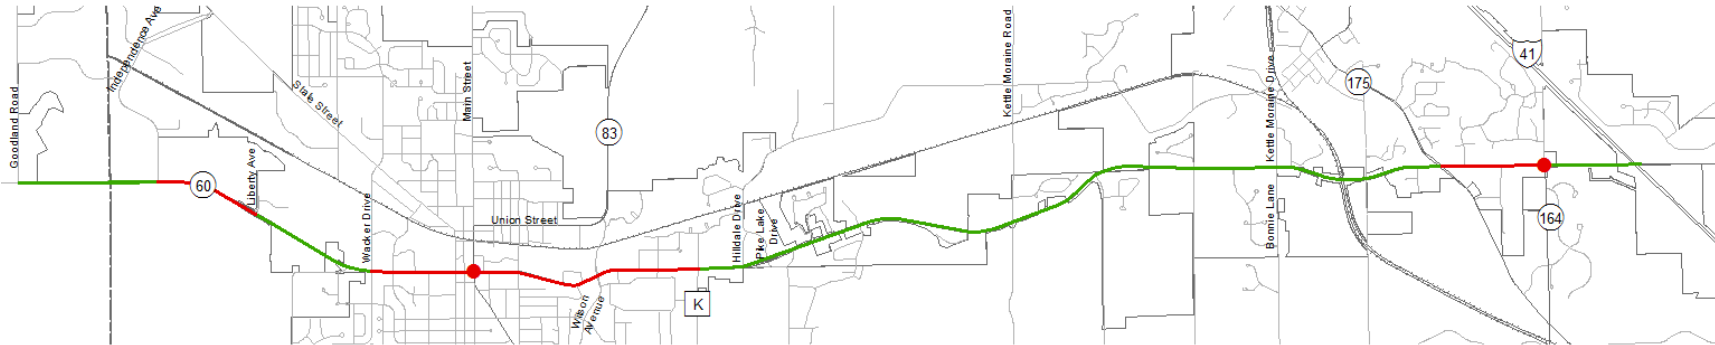 Goodland Road
Independence Ave
State Street
60
Liberty Ave
Wacker Drive
Main Street
83
Union Street
Wilson
Avenue
K
Hilldale Drive
Pike Lake
Drive
Kettle Moraine Road
Kettle Moraine Drive
Bonnie Lane
175
41
164